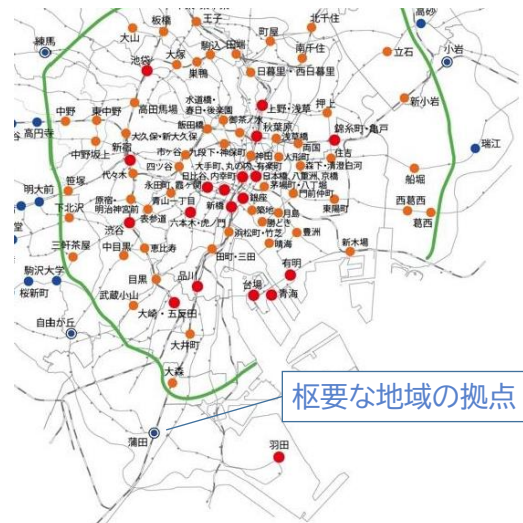 高砂
王子
板橋
北千住
町屋
大山
練馬
駒込・田端
大塚
南千住
立石
小岩
巣鴨
池袋
日暮里・西日暮里
水道橋・
春日・後楽園
上野・浅草
押上
新小岩
中野
東中野
高田馬場
飯田橋
御茶ノ水
錦糸町・亀戸
高円寺
大久保・新大久保
秋葉原
浅草橋
両国
瑞江
中野坂上
新宿
市ヶ谷
九段下・神保町
神田
人形町
住吉
四ツ谷
大手町、丸の内、有楽町
森下・清澄白河
船堀
笹塚
代々木
日比谷、内幸町
日本橋、八重洲、京橋
明大前
永田町、霞ヶ関
茅場町・八丁堀
原宿・
明治神宮前
青山一丁目
銀座
門前仲町
西葛西
下北沢
表参道
新橋
築地
月島
東陽町
葛西
堂
渋谷
六本木・虎ノ門
勝どき
三軒茶屋
中目黒
恵比寿
浜松町・竹芝
晴海
豊洲
新木場
駒沢大学
田町・三田
有明
桜新町
目黒
品川
台場
青海
武蔵小山
自由が丘
大崎・五反田
大井町
大森
枢要な地域の拠点
蒲田
羽田